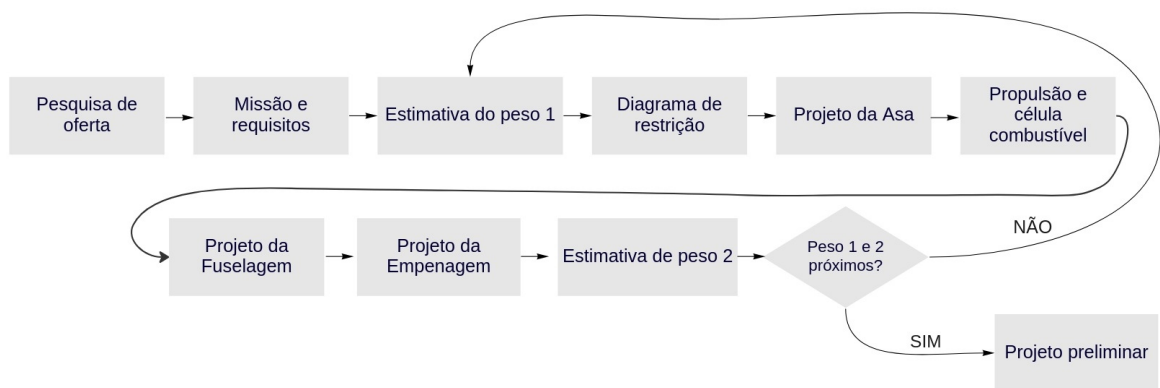 Pesquisa de
oferta
Missão e
requisitos
Estimativa do peso 1
Diagrama de
restrição
Projeto da Asa
Propulsão e
célula
combustível
Projeto da
Fuselagem
Projeto da
Empenagem
Estimativa de peso 2
Peso 1 e 2
próximos?
NÃO
SIM
Projeto preliminar